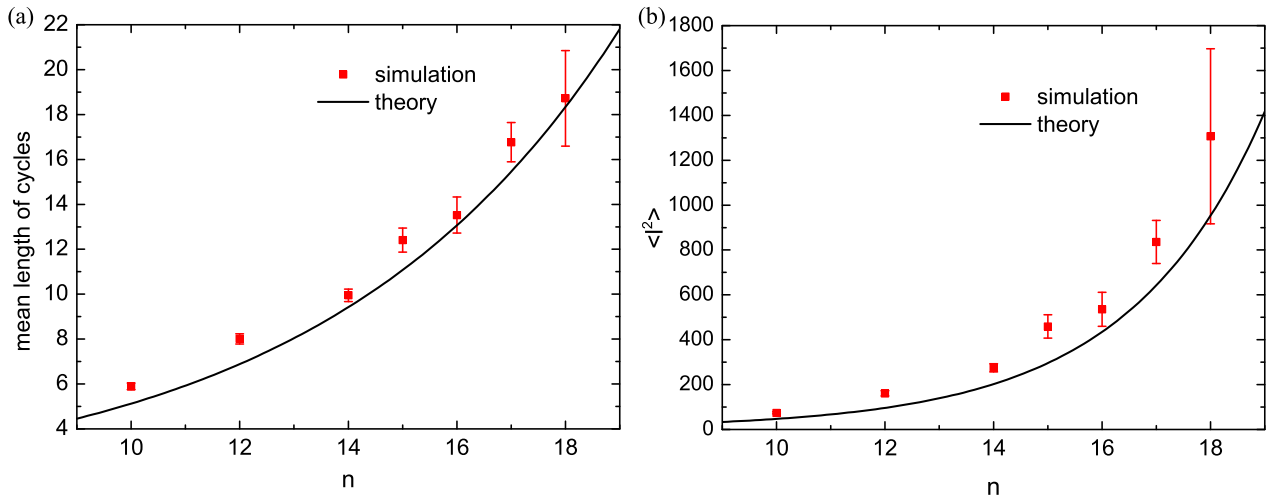 (a)
22
20
18
16
14
12
10
8
6
4
mean length of cycles
simulation
theory
10 12 14 16 18
n
(b)
1800
1600
1400
1200
1000
800
600
400
200
0
<l²>
simulation
theory
10 12 14 16 18
n